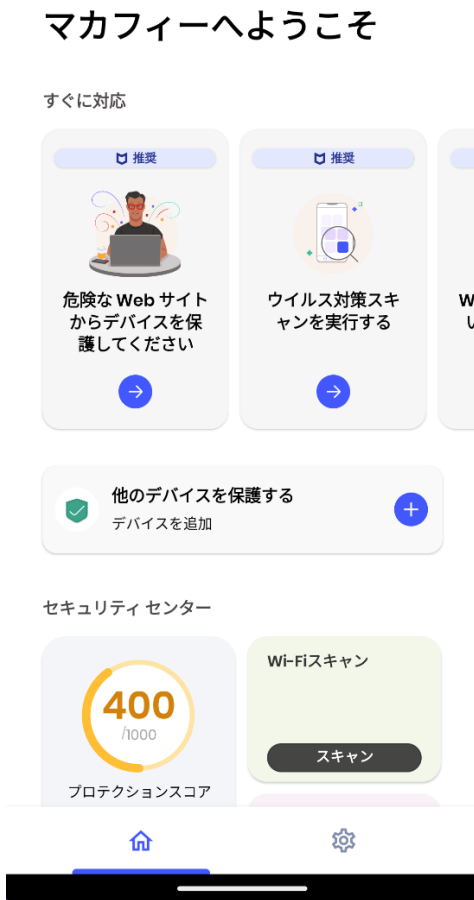 マカフィーへようこそ
すぐに対応
推奨
危険な Web サイト
からデバイスを保
護してください
推奨
ウイルス対策スキ
ャンを実行する
他のデバイスを保護する
デバイスを追加
セキュリティ センター
400
/1000
プロテクションスコア
Wi-Fiスキャン
スキャン